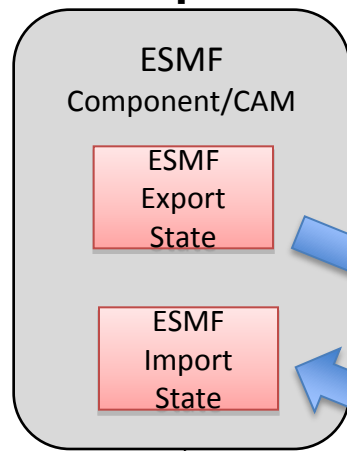 ESMF
Component/CAM
ESMF
Export
State
ESMF
Import
State